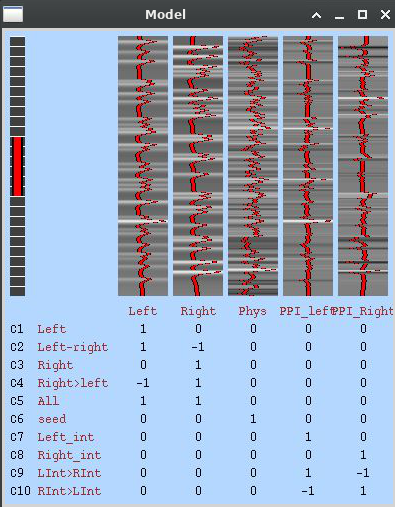 Model
Left Right Phys PPI_left PPI_Right
C1 Left 1 0 0 0 0
C2 Left-right 1 -1 0 0 0
C3 Right 0 1 0 0 0
C4 Right>left -1 1 0 0 0
C5 All 1 1 0 0 0
C6 seed 0 0 1 0 0
C7 Left_int 0 0 0 1 0
C8 Right_int 0 0 0 0 1
C9 LInt>RInt 0 0 0 1 -1
C10 RInt>LInt 0 0 0 -1 1